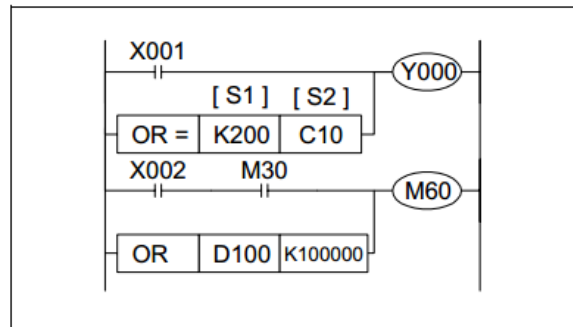 X001
Y000
[ S1 ] [ S2 ]
OR = K200 C10
X002 M30
M60
OR D100 K100000